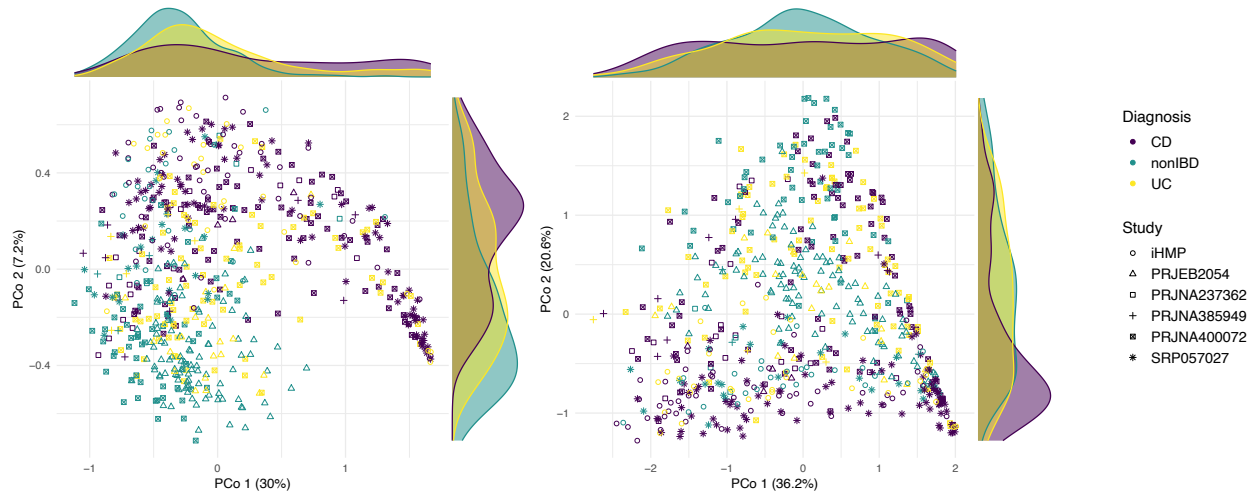 0.4
0.0
−0.4
−1
0
1
PCo 2 (7.2%)
PCo 1 (30%)
2
1
0
−1
−2
−1
0
1
2
PCo 2 (20.6%)
PCo 1 (36.2%)
Diagnosis
CD
nonIBD
UC
Study
iHMP
PRJEB2054
PRJNA237362
PRJNA385949
PRJNA400072
SRP057027